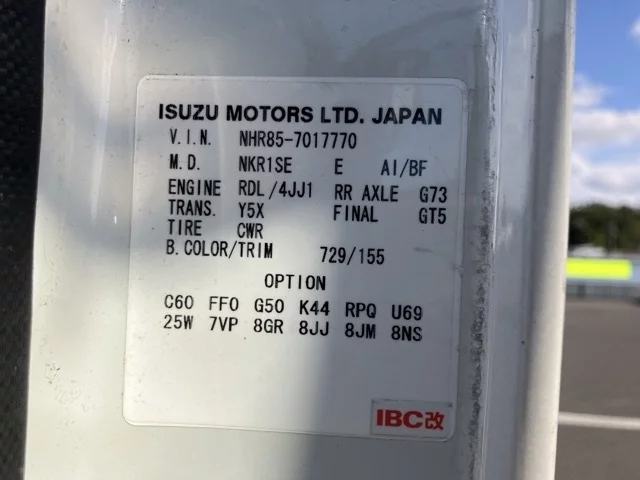 ISUZU MOTORS LTD. JAPAN
V.I.N. NHR85-7017770
M.D. NKR1SE E AI/BF
ENGINE RDL/4JJ1 RR AXLE G73
TRANS. Y5X FINAL GT5
TIRE CWR
B.COLOR/TRIM 729/155
OPTION
C60 FF0 G50 K44 RPQ U69
25W 7VP 8GR 8JJ 8JM 8NS
IBC改